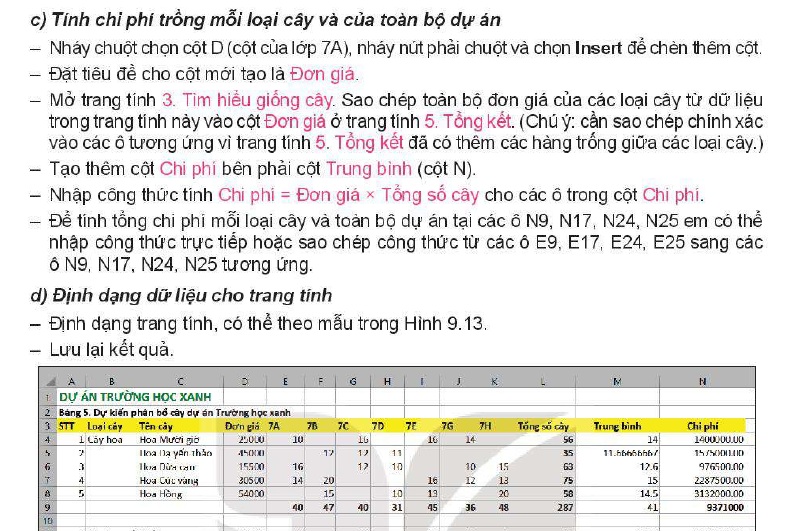 c) Tính chi phí trồng mỗi loại cây và của toàn bộ dự án
– Nháy chuột chọn cột D (cột của lớp 7A), nháy nút phải chuột và chọn Insert để chèn thêm cột.
– Đặt tiêu đề cho cột mới tạo là Đơn giá.
– Mở trang tính 3. Tìm hiểu giống cây. Sao chép toàn bộ đơn giá của các loại cây từ dữ liệu
trong trang tính này vào cột Đơn giá ở trang tính 5. Tổng kết. (Chú ý: cần sao chép chính xác
vào các ô tương ứng vì trang tính 5. Tổng kết đã có thêm các hàng trống giữa các loại cây.)
– Tạo thêm cột Chi phí bên phải cột Trung bình (cột N).
– Nhập công thức tính Chi phí = Đơn giá × Tổng số cây cho các ô trong cột Chi phí.
– Để tính tổng chi phí mỗi loại cây và toàn bộ dự án tại các ô N9, N17, N24, N25 em có thể
nhập công thức trực tiếp hoặc sao chép công thức từ các ô E9, E17, E24, E25 sang các
ô N9, N17, N24, N25 tương ứng.
d) Định dạng dữ liệu cho trang tính
– Định dạng trang tính, có thể theo mẫu trong Hình 9.13.
– Lưu lại kết quả.
A B C D E F G H I J K L M N
1 DỰ ÁN TRƯỜNG HỌC XANH
2 Bảng 5. Dự kiến phân bổ cây dự án Trường học xanh
3 STT Loại cây Tên cây Đơn giá 7A 7B 7C 7D 7E 7G 7H Tổng số cây Trung bình Chi phí
4 1 Cây hoa Hoa Mười giờ 25000 10 16 16 14 56 14 1400000.00
5 2 Hoa Dạ yến thảo 45000 12 12 11 35 11.66666667 1575000.00
6 3 Hoa Dừa cạn 15500 16 12 10 10 15 63 12.6 976500.00
7 4 Hoa Cúc vàng 30500 14 20 16 12 13 75 15 2287500.00
8 5 Hoa Hồng 54000 15 10 13 20 58 14.5 3132000.00
9 40 47 40 31 45 36 48 287 41 9371000
10